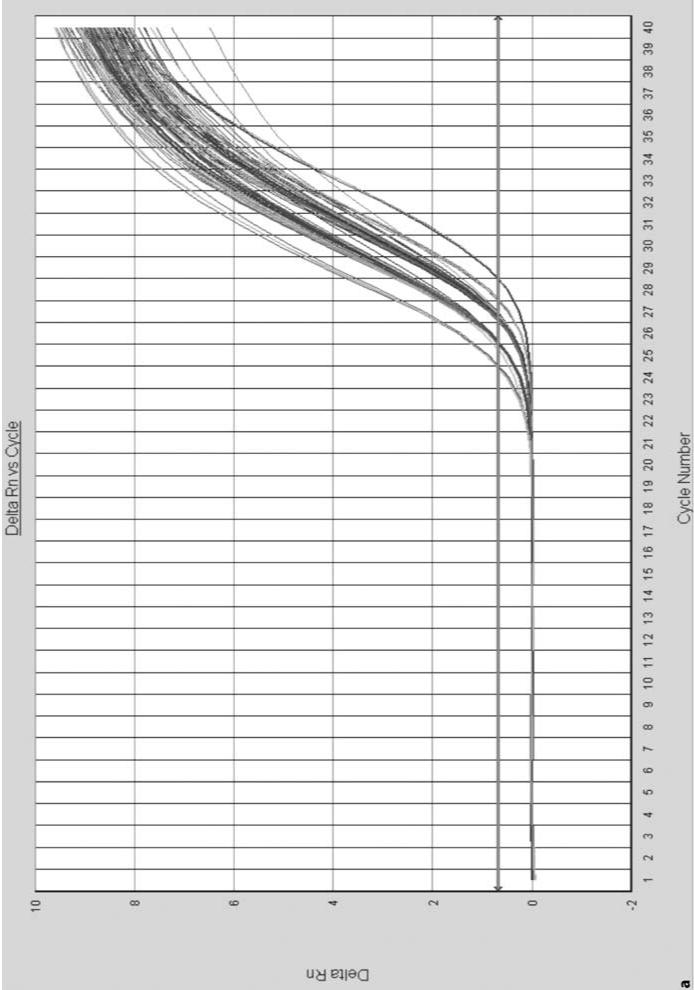 Delta Rn vs Cycle
10
8
6
4
2
0
-2
Delta Rn
1 2 3 4 5 6 7 8 9 10 11 12 13 14 15 16 17 18 19 20 21 22 23 24 25 26 27 28 29 30 31 32 33 34 35 36 37 38 39 40
Cycle Number
a